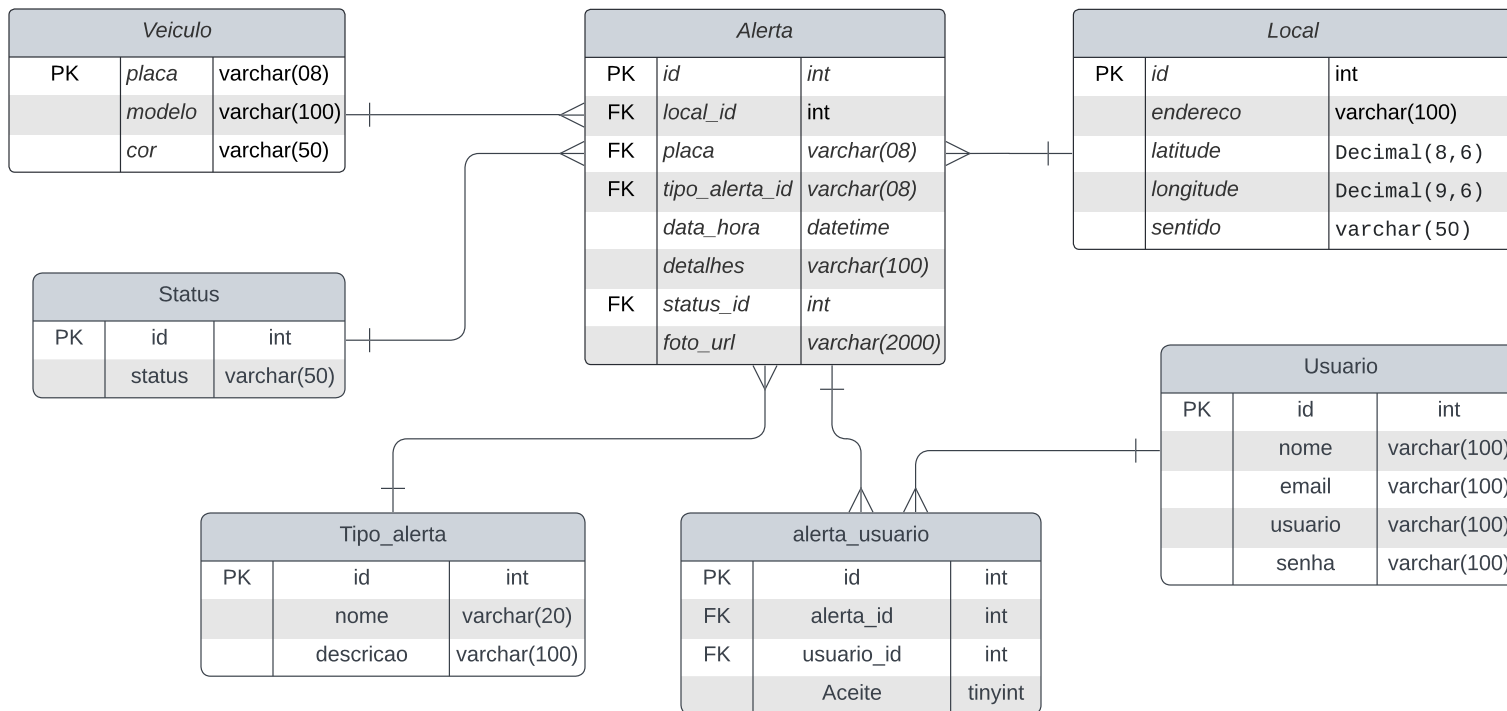 Veiculo
PK placa varchar(08)
modelo varchar(100)
cor varchar(50)
Alerta
PK id int
FK local_id int
FK placa varchar(08)
FK tipo_alerta_id varchar(08)
data_hora datetime
detalhes varchar(100)
FK status_id int
foto_url varchar(2000)
Local
PK id int
endereco varchar(100)
latitude Decimal(8,6)
longitude Decimal(9,6)
sentido varchar(50)
Status
PK id int
status varchar(50)
Usuario
PK id int
nome varchar(100)
email varchar(100)
usuario varchar(100)
senha varchar(100)
Tipo_alerta
PK id int
nome varchar(20)
descricao varchar(100)
alerta_usuario
PK id int
FK alerta_id int
FK usuario_id int
Aceite tinyint